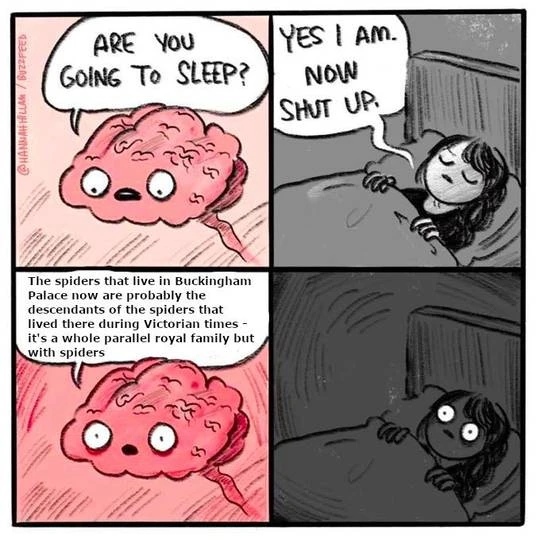 ARE YOU
GOING TO SLEEP?
YES I AM.
NOW
SHUT UP.
@HANNAHHILLAM / BUZZFEED
The spiders that live in Buckingham
Palace now are probably the
descendants of the spiders that
lived there during Victorian times -
it's a whole parallel royal family but
with spiders